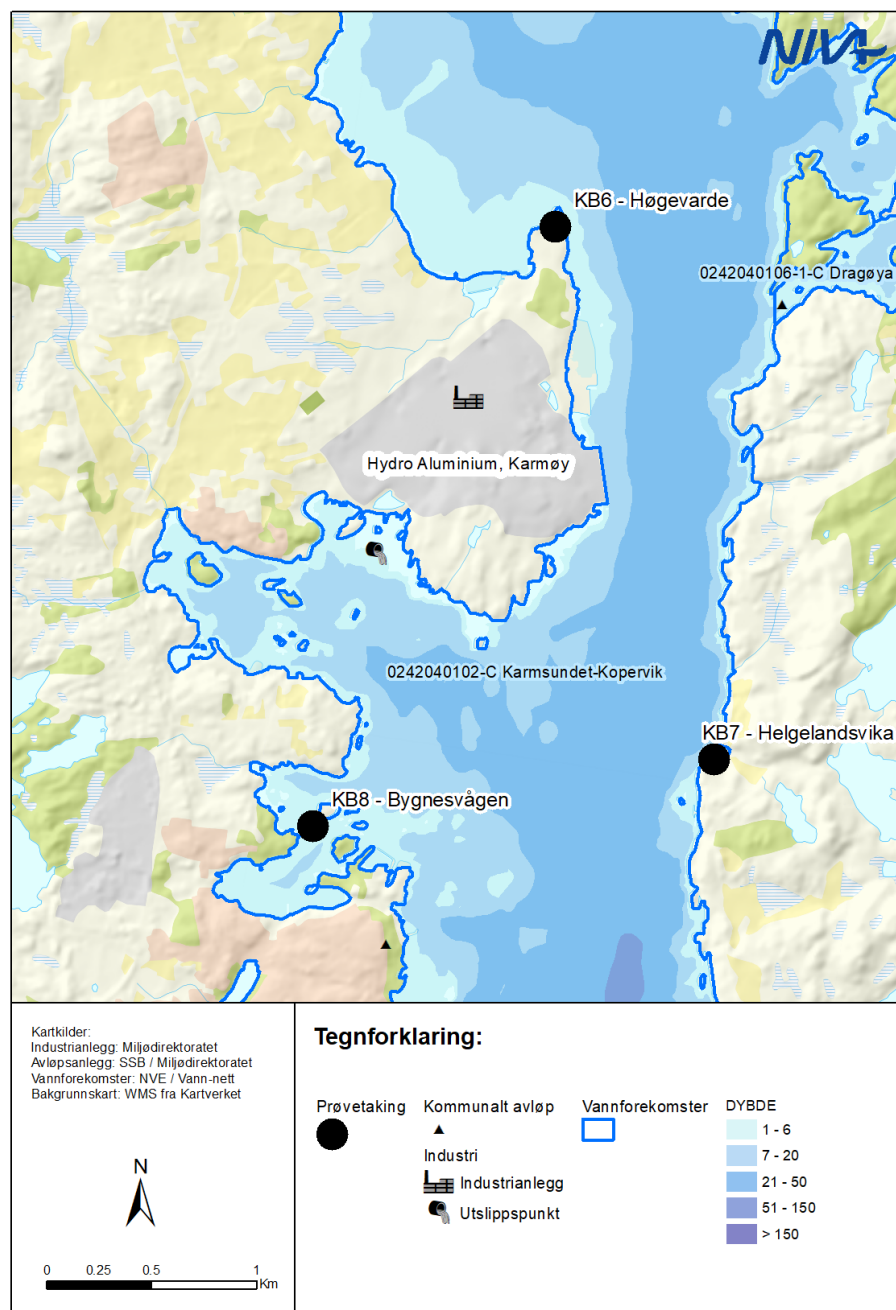 NIVA
KB6 - Høgevarde
0242040106-1-C Dragøya
Hydro Aluminium, Karmøy
0242040102-C Karmsundet-Kopervik
KB7 - Helgelandsvika
KB8 - Bygnesvågen
Kartkilder:
Industrianlegg: Miljødirektoratet
Avløpsanlegg: SSB / Miljødirektoratet
Vannforekomster: NVE / Vann-nett
Bakgrunnskart: WMS fra Kartverket
N
0 0.25 0.5 1
Km
Tegnforklaring:
Prøvetaking
Kommunalt avløp
Industri
Industrianlegg
Utslippspunkt
Vannforekomster
DYBDE
1 - 6
7 - 20
21 - 50
51 - 150
> 150